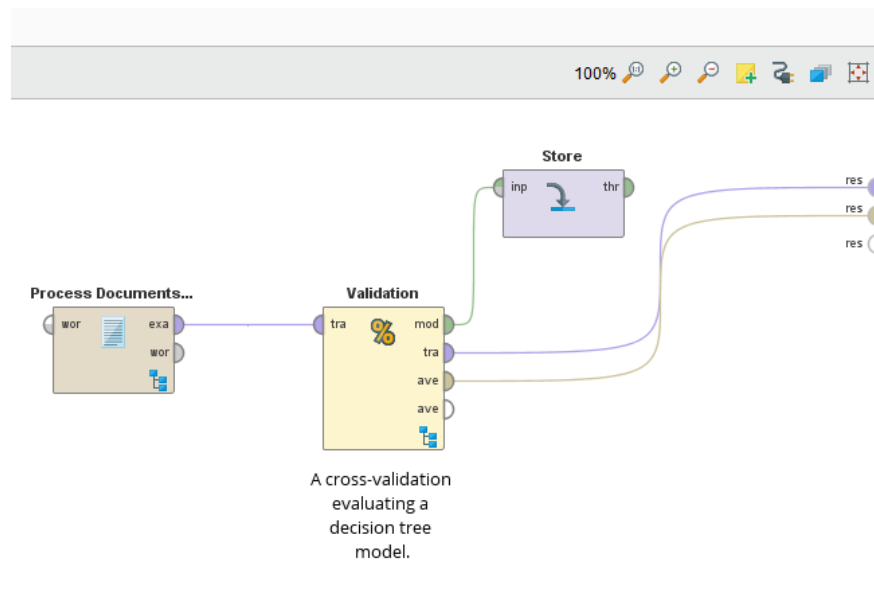 100%
Store
inp thr
res
res
res
Process Documents...
wor exa
wor
Validation
tra mod
tra
ave
ave
A cross-validation
evaluating a
decision tree
model.